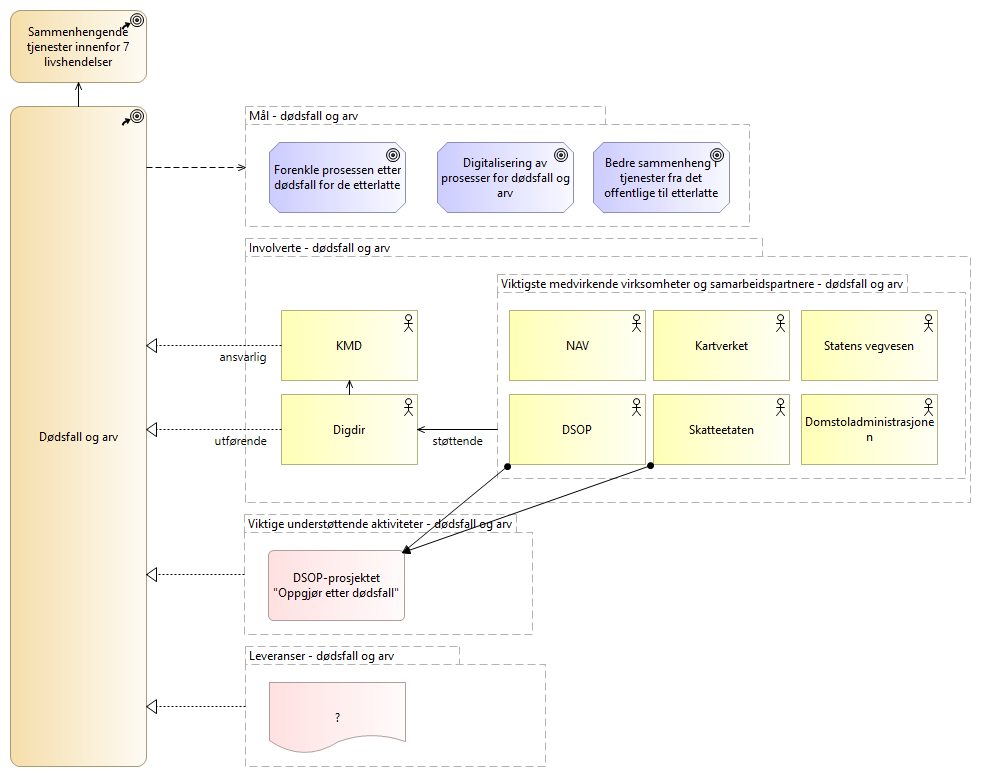 Sammenhengende
tjenester innenfor 7
livshendelser
Dødsfall og arv
Mål - dødsfall og arv
Forenkle prosessen etter
dødsfall for de etterlatte
Digitalisering av
prosesser for dødsfall og
arv
Bedre sammenheng i
tjenester fra det
offentlige til etterlatte
Involverte - dødsfall og arv
Viktigste medvirkende virksomheter og samarbeidspartnere - dødsfall og arv
ansvarlig
KMD
NAV
Kartverket
Statens vegvesen
utførende
Digdir
støttende
DSOP
Skatteetaten
Domstoladministrasjone
n
Viktige understøttende aktiviteter - dødsfall og arv
DSOP-prosjektet
"Oppgjør etter dødsfall"
Leveranser - dødsfall og arv
?